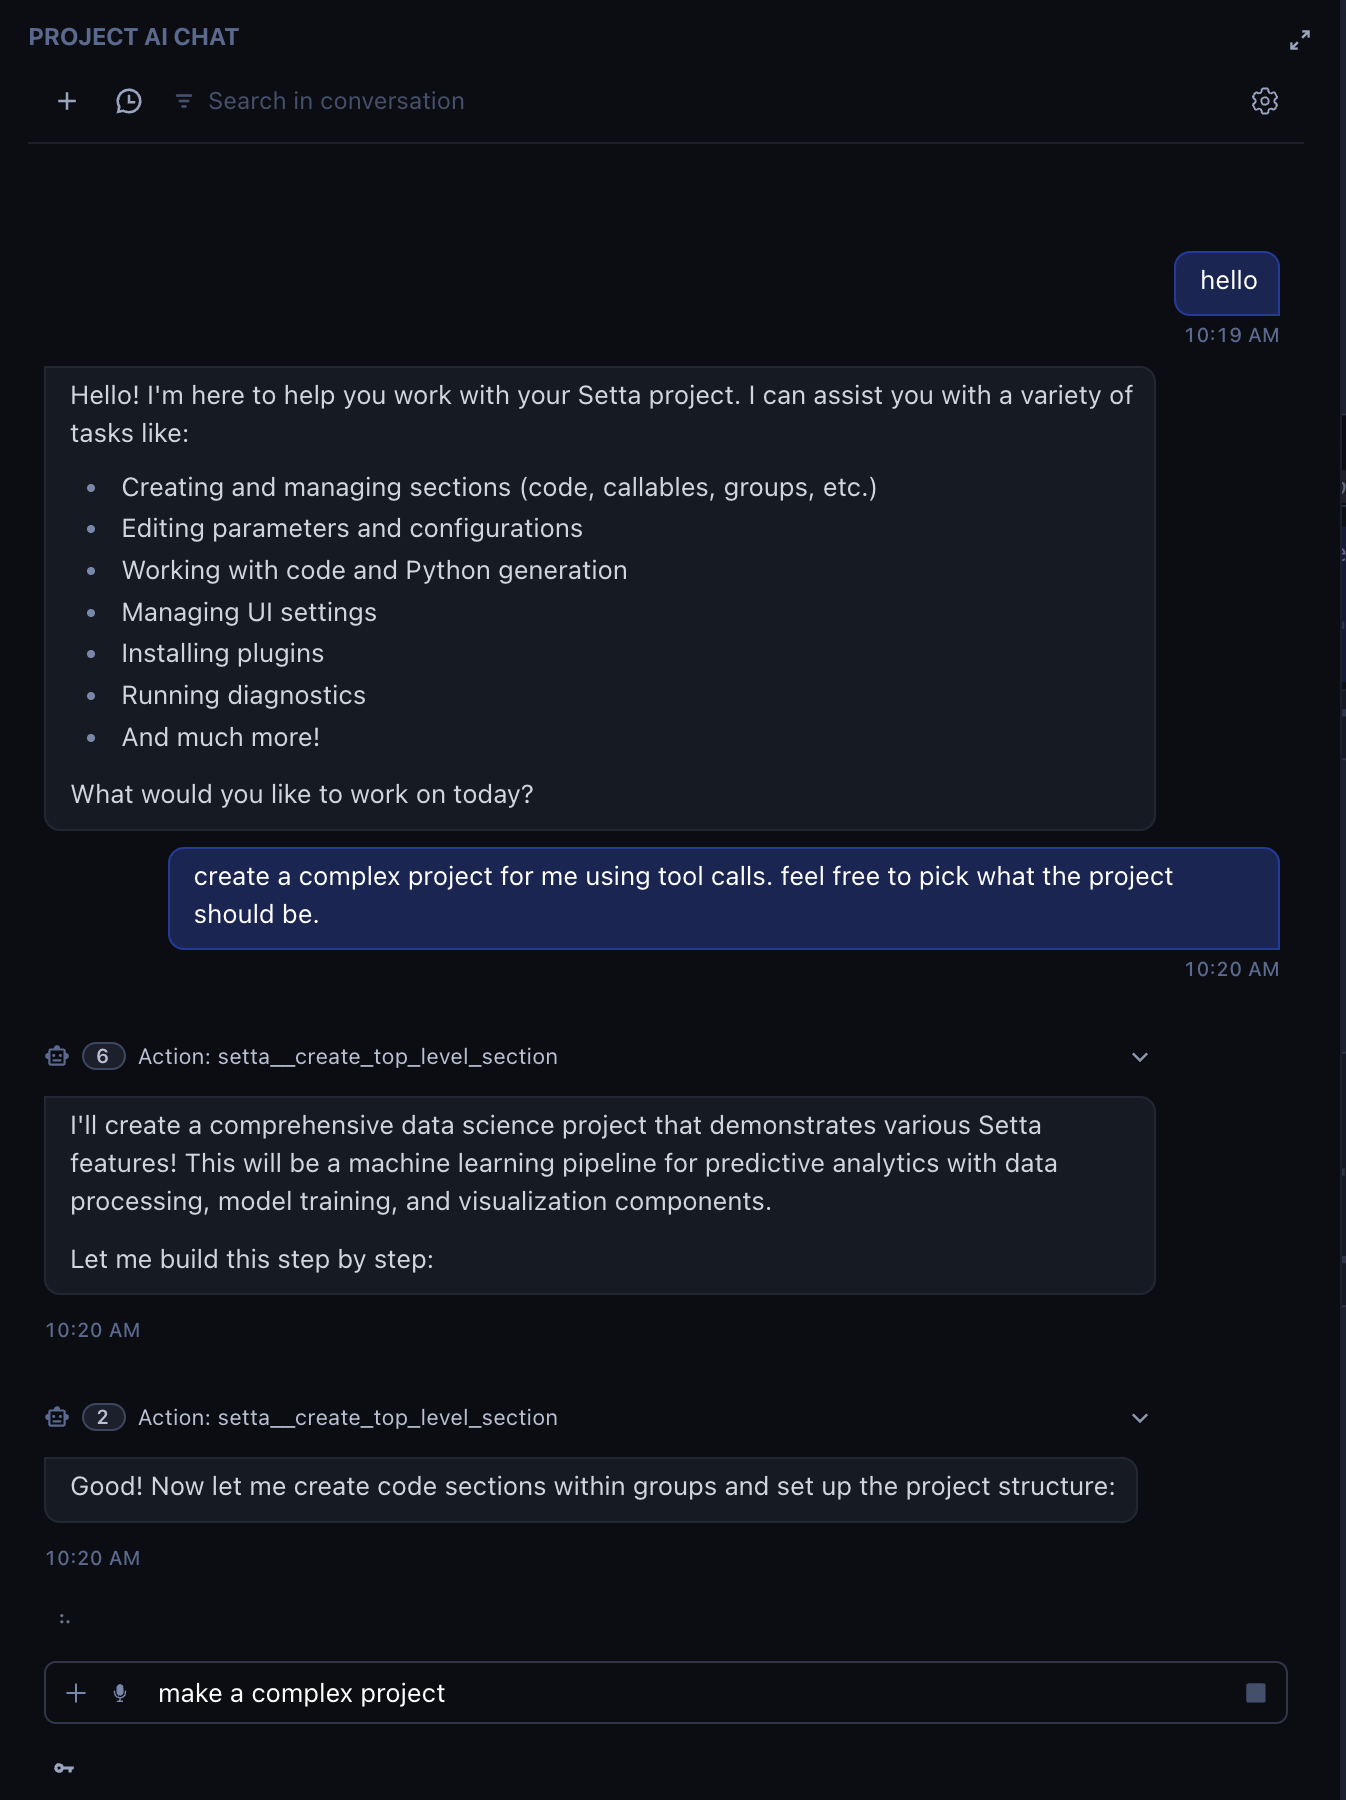 PROJECT AI CHAT
Search in conversation
hello
10:19 AM
Hello! I'm here to help you work with your Setta project. I can assist you with a variety of
tasks like:
• Creating and managing sections (code, callables, groups, etc.)
• Editing parameters and configurations
• Working with code and Python generation
• Managing UI settings
• Installing plugins
• Running diagnostics
• And much more!
What would you like to work on today?
create a complex project for me using tool calls. feel free to pick what the project
should be.
10:20 AM
6 Action: setta__create_top_level_section
I'll create a comprehensive data science project that demonstrates various Setta
features! This will be a machine learning pipeline for predictive analytics with data
processing, model training, and visualization components.
Let me build this step by step:
10:20 AM
2 Action: setta__create_top_level_section
Good! Now let me create code sections within groups and set up the project structure:
10:20 AM
make a complex project